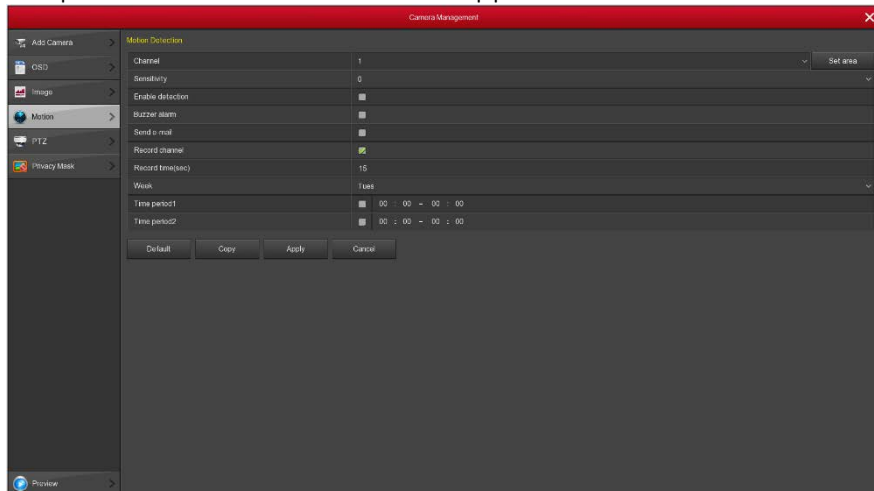 Camera Management
Add Camera
OSD
Image
Motion
PTZ
Privacy Mask
Preview
Motion Detection
Channel 1 Set area
Sensitivity 0
Enable detection
Buzzer alarm
Send e-mail
Record channel
Record time(sec) 15
Week Tues
Time period1 00 : 00 - 00 : 00
Time period2 00 : 00 - 00 : 00
Default Copy Apply Cancel